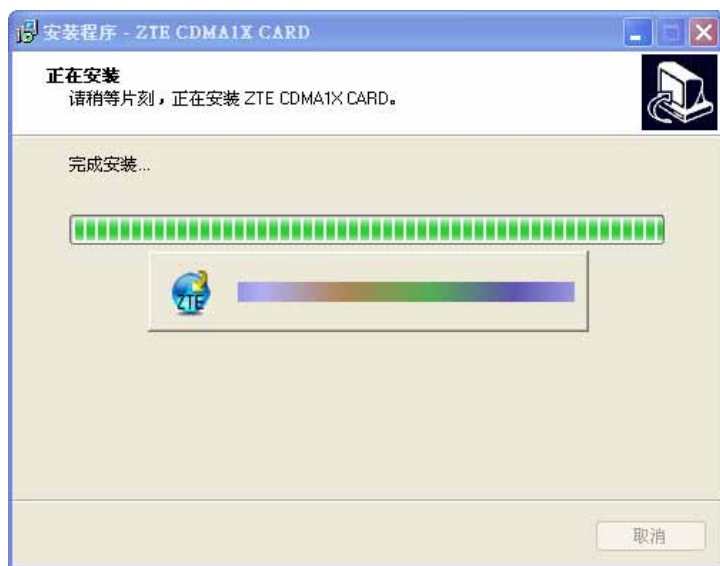 安装程序 - ZTE CDMA1X CARD
正在安装
请稍等片刻，正在安装 ZTE CDMA1X CARD。
完成安装...
ZTE
取消